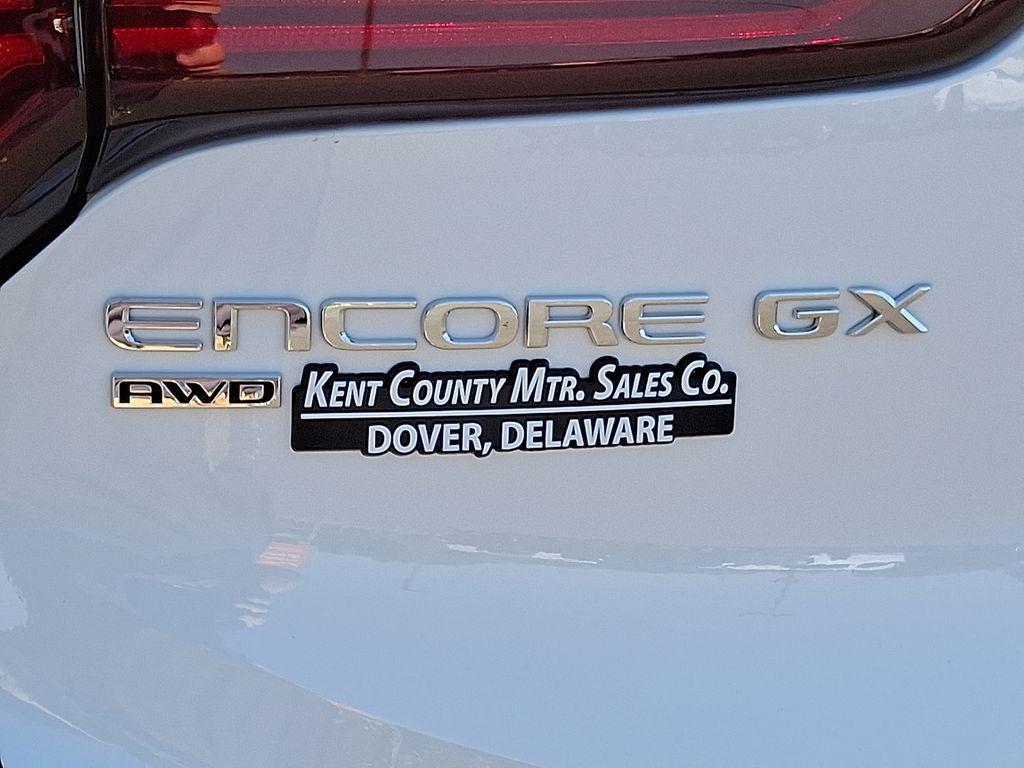 ENCORE GX
AWD
KENT COUNTY MTR. SALES CO.
DOVER, DELAWARE